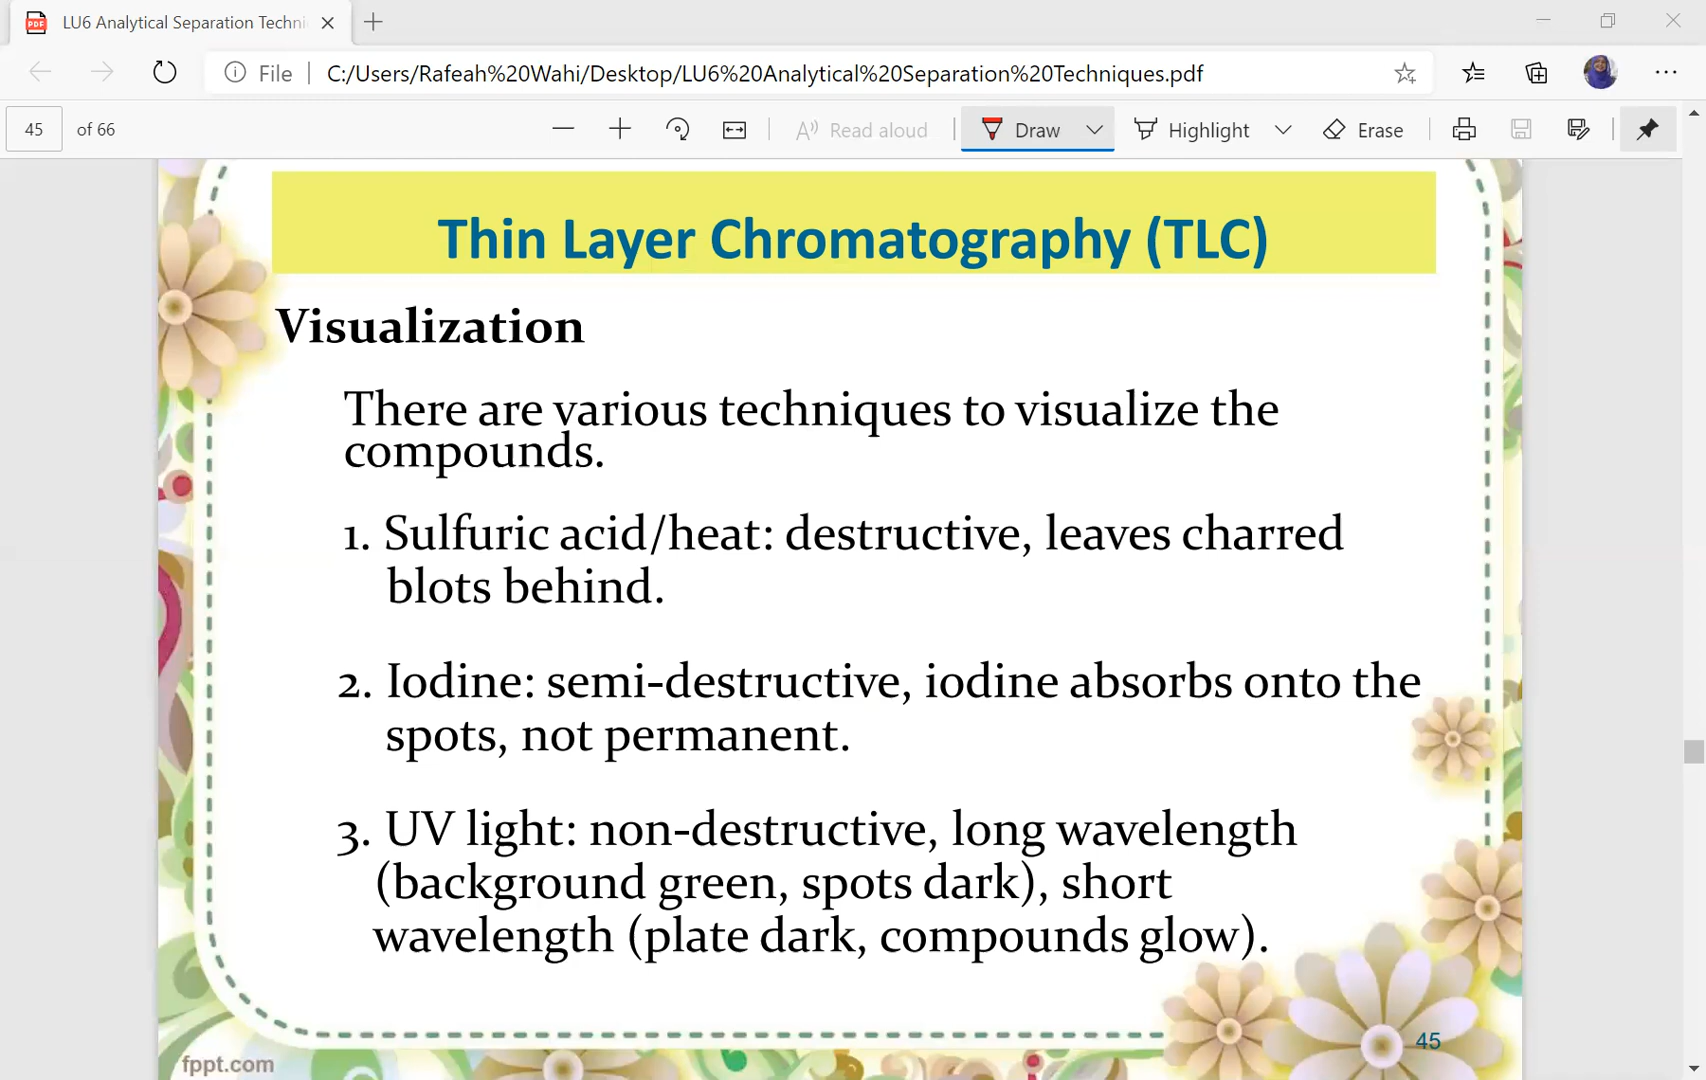 LU6 Analytical Separation Techni
File
C:/Users/Rafeah%20Wahi/Desktop/LU6%20Analytical%20Separation%20Techniques.pdf
45 of 66
Read aloud
Draw
Highlight
Erase
Thin Layer Chromatography (TLC)
Visualization
There are various techniques to visualize the
compounds.
1. Sulfuric acid/heat: destructive, leaves charred
blots behind.
2. Iodine: semi-destructive, iodine absorbs onto the
spots, not permanent.
3. UV light: non-destructive, long wavelength
(background green, spots dark), short
wavelength (plate dark, compounds glow).
45
fppt.com